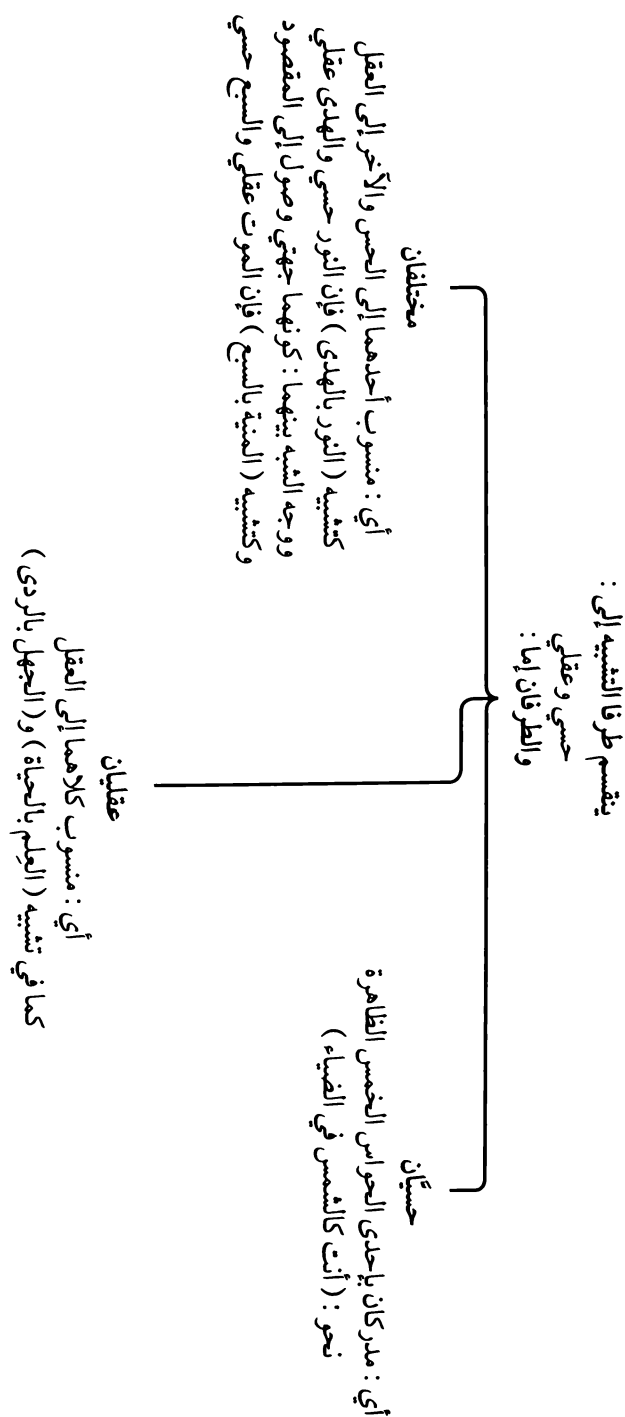 ينقسم طرفا التشبيه إلى :
حسي وعقلي
والطرفان إما :
حسيَّان
أي : مدركان بإحدى الحواس الخمس الظاهرة
نحو : ( أنت كالشمس في الضياء )
عقليان
أي : منسوب كلاهما إلى العقل
كما في تشبيه ( العِلم بالحياة ) و ( الجهل بالردى )
مختلفان
أي : منسوب أحدهما إلى الحس والآخر إلى العقل
كتشبيه ( النور بالهدى ) فإن النور حسي والهدى عقلي
ووجه الشبه بينهما : كونهما جهتي وصول إلى المقصود
وكتشبيه ( المنية بالسبع ) فإن الموت عقلي والسبع حسي